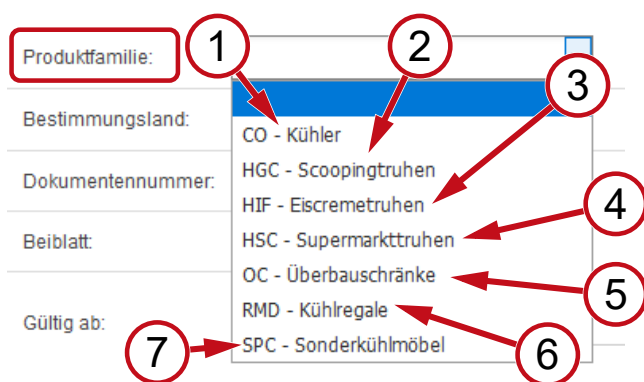 Produktfamilie:
1
2
3
Bestimmungsland:
CO - Kühler
HGC - Scoopingtruhen
Dokumentennummer:
HIF - Eiscremetruhen
4
Beiblatt:
HSC - Supermarkttruhen
OC - Überbauschränke
5
Gültig ab:
RMD - Kühlregale
7
SPC - Sonderkühlmöbel
6